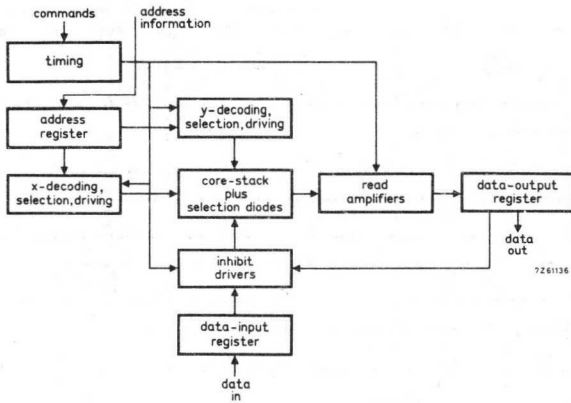 commands
address
information
timing
address
register
y-decoding,
selection,driving
x-decoding,
selection,driving
core-stack
plus
selection diodes
read
amplifiers
data-output
register
data
out
7Z61136
inhibit
drivers
data-input
register
data
in